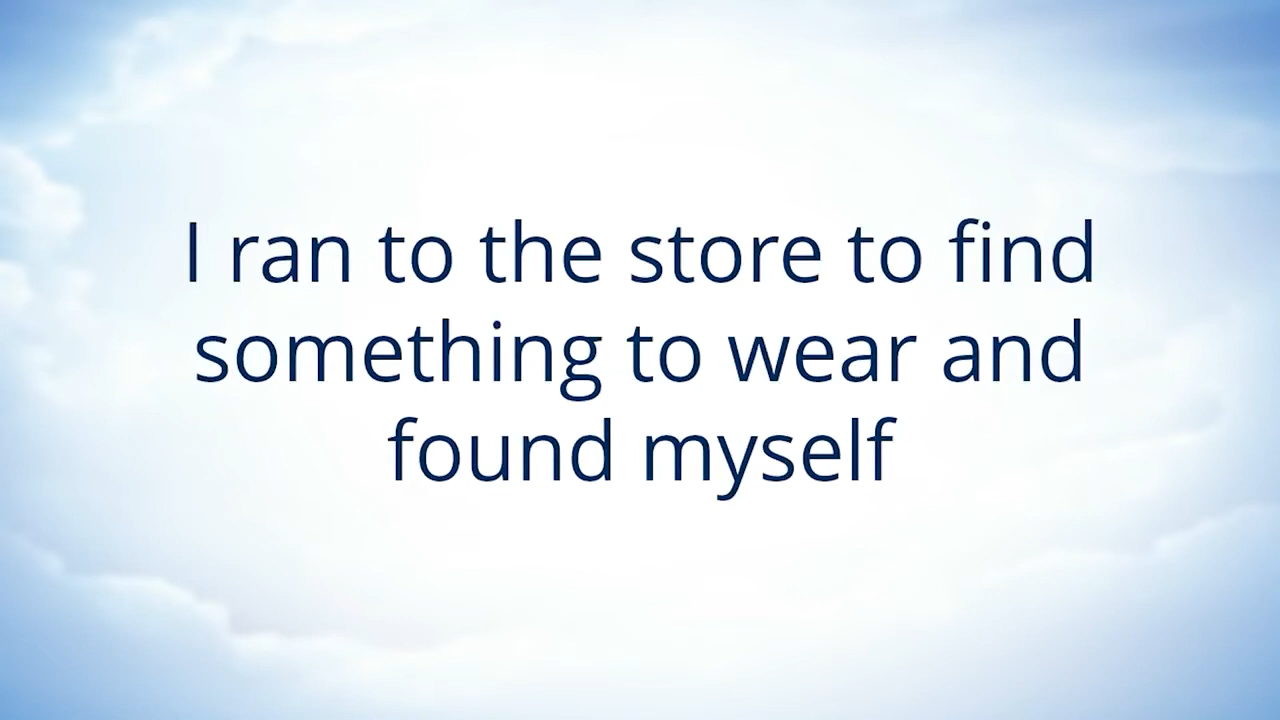 I ran to the store to find
something to wear and
found myself